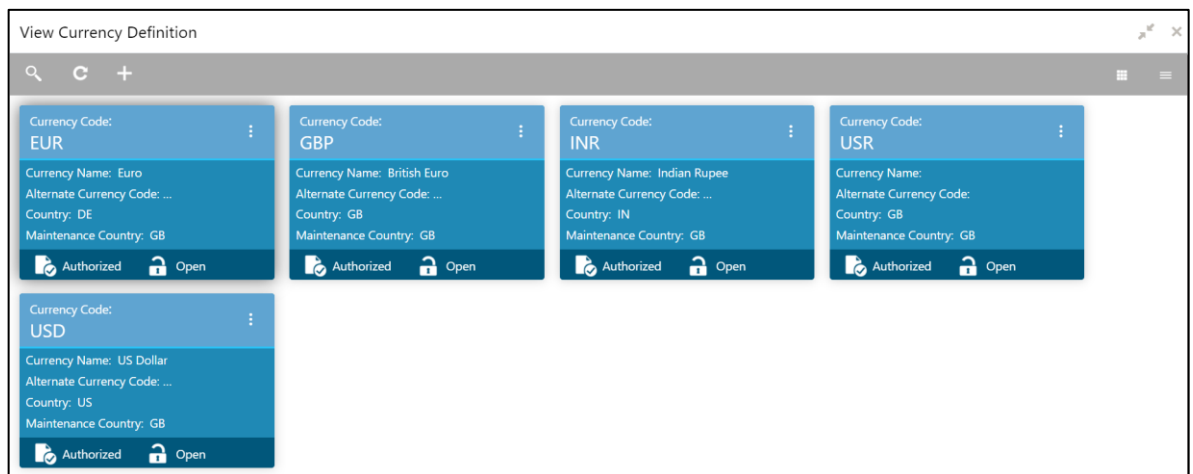 View Currency Definition
Currency Code:
EUR
Currency Name: Euro
Alternate Currency Code: ...
Country: DE
Maintenance Country: GB
Authorized Open
Currency Code:
GBP
Currency Name: British Euro
Alternate Currency Code: ...
Country: GB
Maintenance Country: GB
Authorized Open
Currency Code:
INR
Currency Name: Indian Rupee
Alternate Currency Code: ...
Country: IN
Maintenance Country: GB
Authorized Open
Currency Code:
USR
Currency Name:
Alternate Currency Code:
Country: GB
Maintenance Country: GB
Authorized Open
Currency Code:
USD
Currency Name: US Dollar
Alternate Currency Code: ...
Country: US
Maintenance Country: GB
Authorized Open